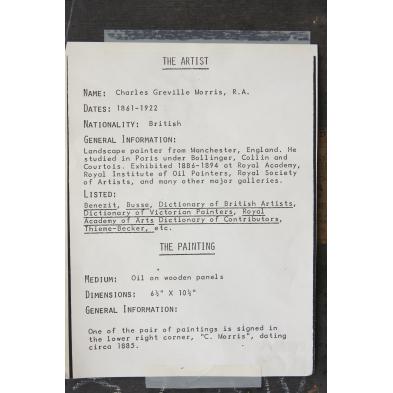 THE ARTIST
NAME: Charles Greville Morris, R.A.
DATES: 1861-1922
NATIONALITY: British
GENERAL INFORMATION:
Landscape painter from Manchester, England. He
studied in Paris under Bollinger, Collin and
Courtois. Exhibited 1886-1894 at Royal Academy,
Royal Institute of Oil Painters, Royal Society
of Artists, and many other major galleries.
LISTED:
Benezit, Busse, Dictionary of British Artists,
Dictionary of Victorian Painters, Royal
Academy of Arts Dictionary of Contributors,
Thieme-Becker, etc.
THE PAINTING
MEDIUM: Oil on wooden panels
DIMENSIONS: 6½" X 10½"
GENERAL INFORMATION:
One of the pair of paintings is signed in
the lower right corner, "C. Morris", dating
circa 1885.